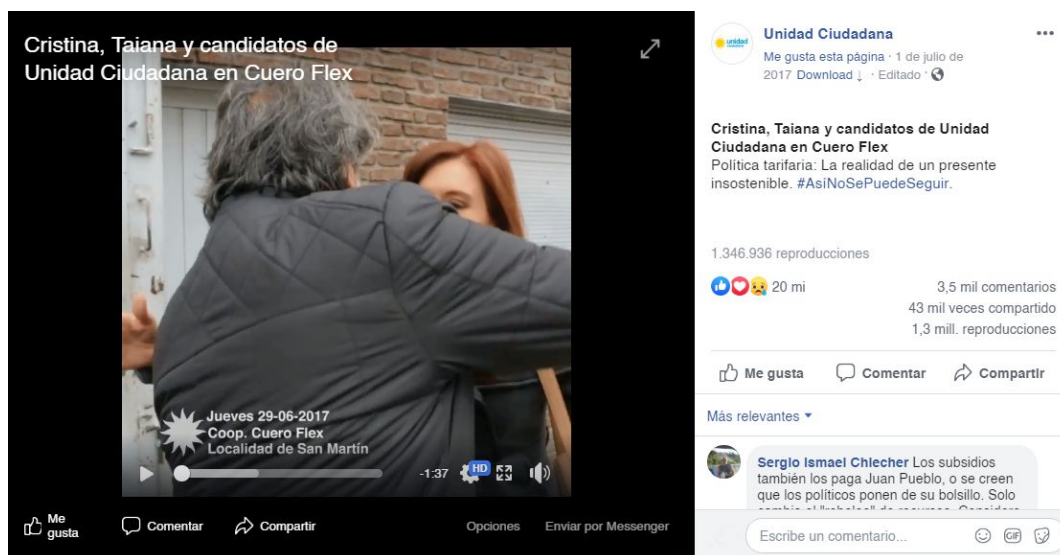 Cristina, Taiana y candidatos de
Unidad Ciudadana en Cuero Flex
Jueves 29-06-2017
Coop. Cuero Flex
Localidad de San Martín
-1:37
HD
Me
gusta
Comentar
Compartir
Opciones
Enviar por Messenger
unidad
Unidad Ciudadana
Me gusta esta página · 1 de julio de
2017 Download ↓ · Editado ·
Cristina, Taiana y candidatos de Unidad
Ciudadana en Cuero Flex
Política tarifaria: La realidad de un presente
insostenible. #AsíNoSePuedeSeguir.
1.346.936 reproducciones
20 mi
3,5 mil comentarios
43 mil veces compartido
1,3 mill. reproducciones
Me gusta
Comentar
Compartir
Más relevantes
Sergio Ismael Chlecher Los subsidios
también los paga Juan Pueblo, o se creen
que los políticos ponen de su bolsillo. Solo
Escribe un comentario...
GIF